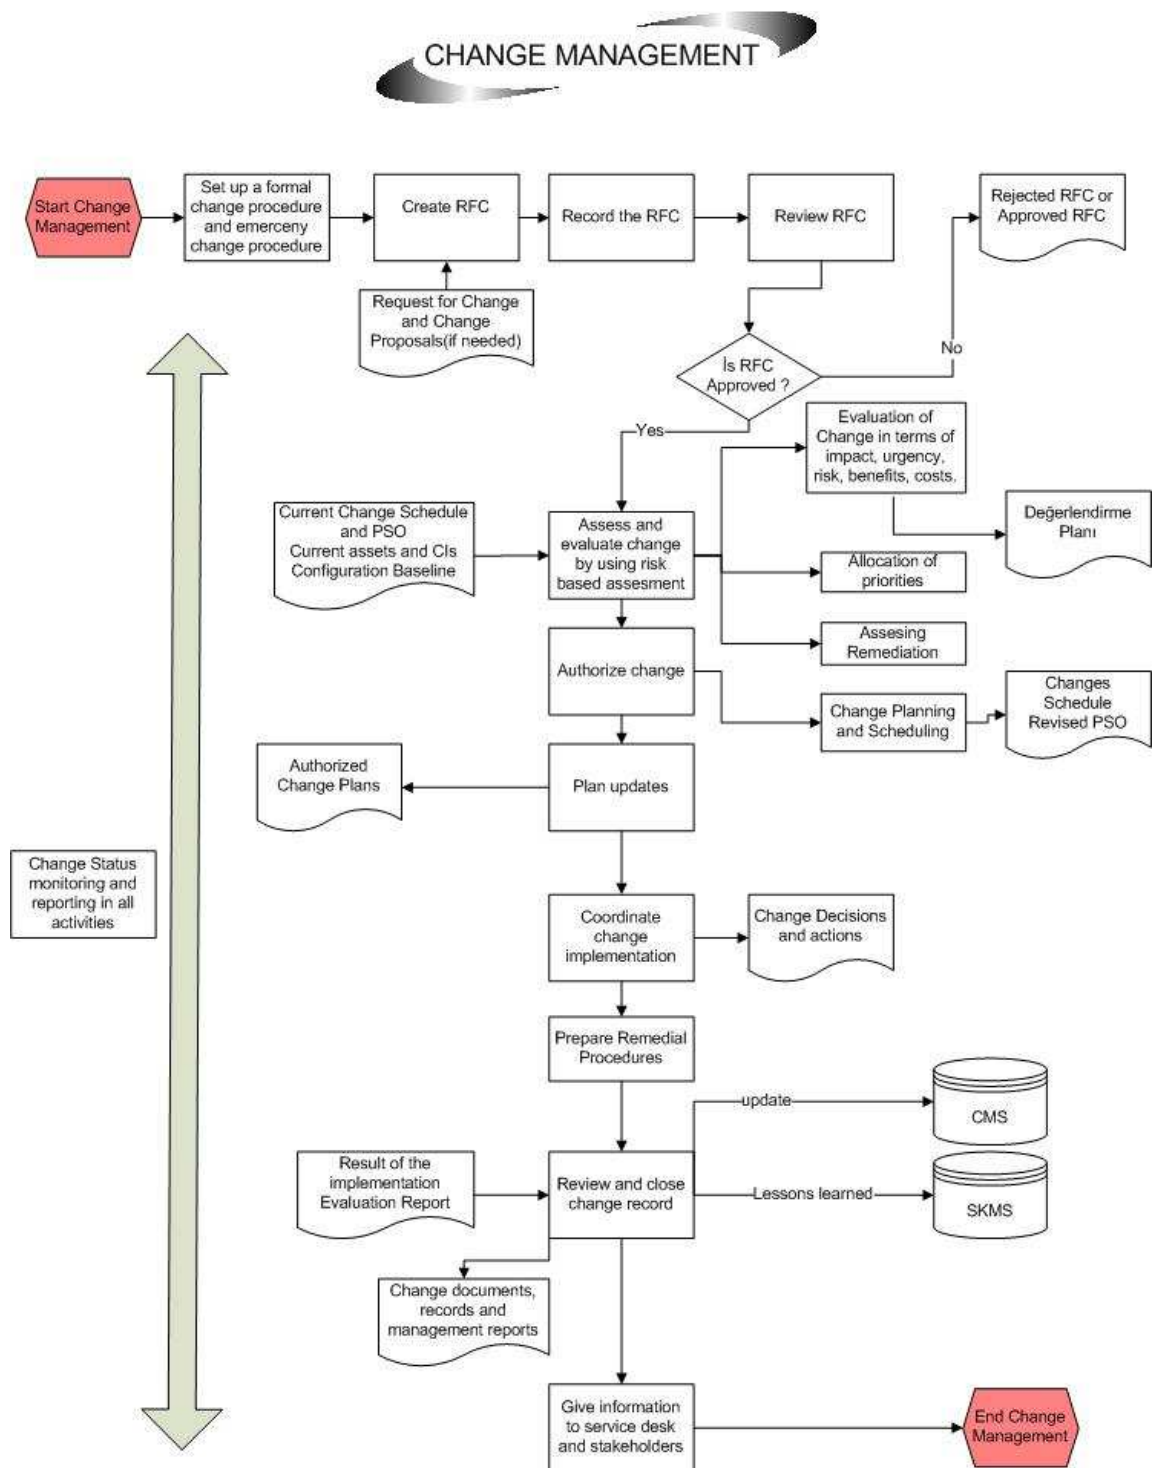 CHANGE MANAGEMENT
Start Change
Management
Set up a formal
change procedure
and emerceny
change procedure
Create RFC
Record the RFC
Review RFC
Rejected RFC or
Approved RFC
Request for Change
and Change
Proposals(if needed)
İs RFC
Approved ?
No
Yes
Evaluation of
Change in terms of
impact, urgency,
risk, benefits, costs.
Değerlendirme
Planı
Current Change Schedule
and PSO
Current assets and CIs
Configuration Baseline
Assess and
evaluate change
by using risk
based assesment
Allocation of
priorities
Assesing
Remediation
Authorize change
Change Planning
and Scheduling
Changes
Schedule
Revised PSO
Authorized
Change Plans
Plan updates
Change Status
monitoring and
reporting in all
activities
Coordinate
change
implementation
Change Decisions
and actions
Prepare Remedial
Procedures
update
CMS
Result of the
implementation
Evaluation Report
Review and close
change record
Lessons learned
SKMS
Change documents,
records and
management reports
Give information
to service desk
and stakeholders
End Change
Management